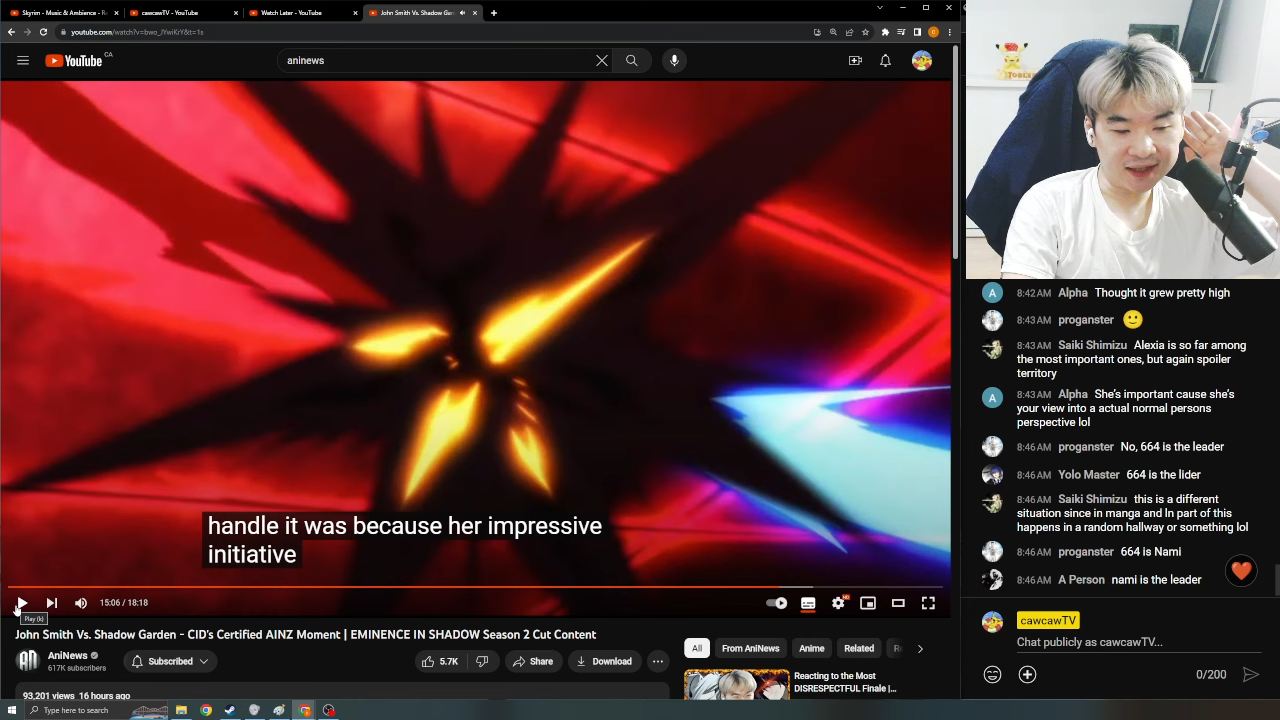 Skyrim - Music & Ambience - R
cawcawTV - YouTube
Watch Later - YouTube
John Smith Vs. Shadow Gar
youtube.com/watch?v=bwo_JYwiKrY&t=1s
YouTube CA
aninews
handle it was because her impressive
initiative
15:06 / 18:18
HD
Play (k)
John Smith Vs. Shadow Garden - CID's Certified AINZ Moment | EMINENCE IN SHADOW Season 2 Cut Content
AN
AniNews
617K subscribers
Subscribed
5.7K
Share
Download
93,201 views 16 hours ago
All
From AniNews
Anime
Related
Reacting to the Most
DISRESPECTFUL Finale |...
Type here to search
A 8:42 AM Alpha Thought it grew pretty high
8:43 AM proganster 🙂
8:43 AM Saiki Shimizu Alexia is so far among
the most important ones, but again spoiler
territory
A 8:43 AM Alpha She's important cause she's
your view into a actual normal persons
perspective lol
8:46 AM proganster No, 664 is the leader
8:46 AM Yolo Master 664 is the lider
8:46 AM Saiki Shimizu this is a different
situation since in manga and ln part of this
happens in a random hallway or something lol
8:46 AM proganster 664 is Nami
8:46 AM A Person nami is the leader
cawcawTV
Chat publicly as cawcawTV...
0/200